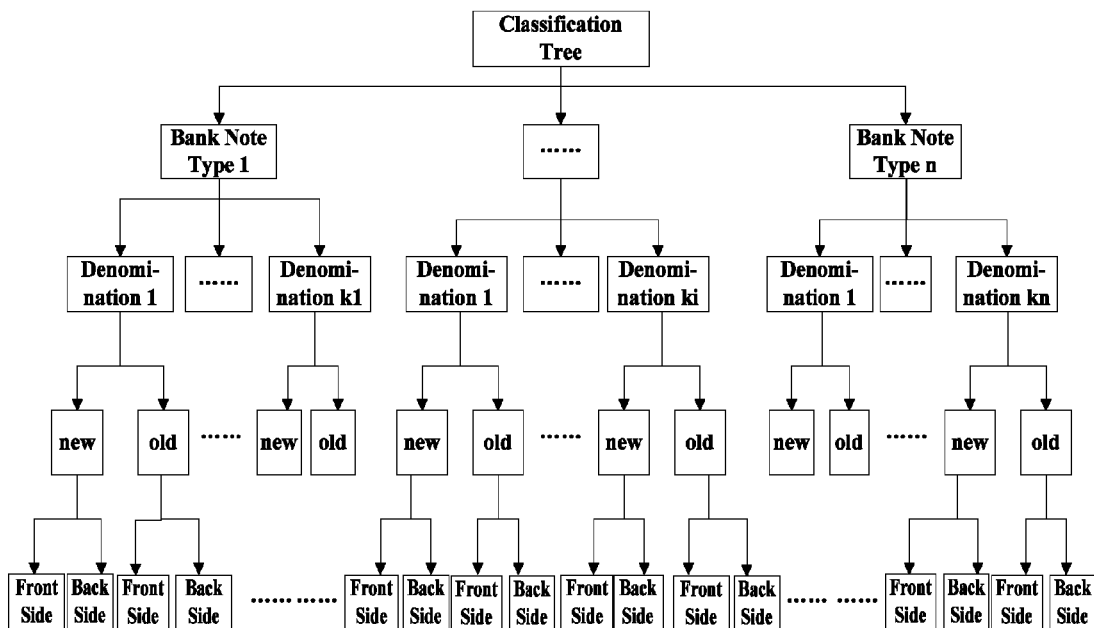 Classification
Tree
Bank Note
Type 1
......
Bank Note
Type n
Denomi-
nation 1
......
Denomi-
nation k1
Denomi-
nation 1
......
Denomi-
nation ki
Denomi-
nation 1
......
Denomi-
nation kn
new
old
......
new
old
new
old
......
new
old
new
old
......
new
old
Front
Side
Back
Side
Front
Side
Back
Side
...... ......
Front
Side
Back
Side
Front
Side
Back
Side
Front
Side
Back
Side
Front
Side
Back
Side
...... ......
Front
Side
Back
Side
Front
Side
Back
Side